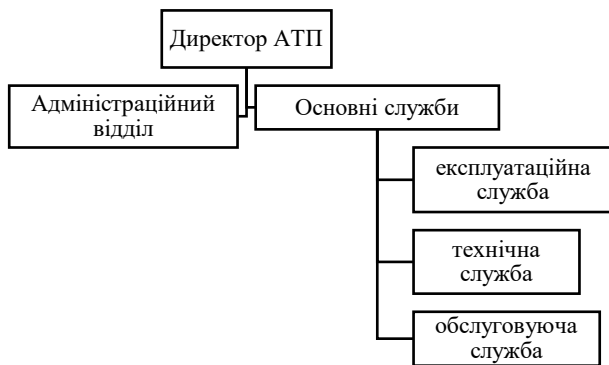 Директор АТП
Адміністраційний
відділ
Основні служби
експлуатаційна
служба
технічна
служба
обслуговуюча
служба